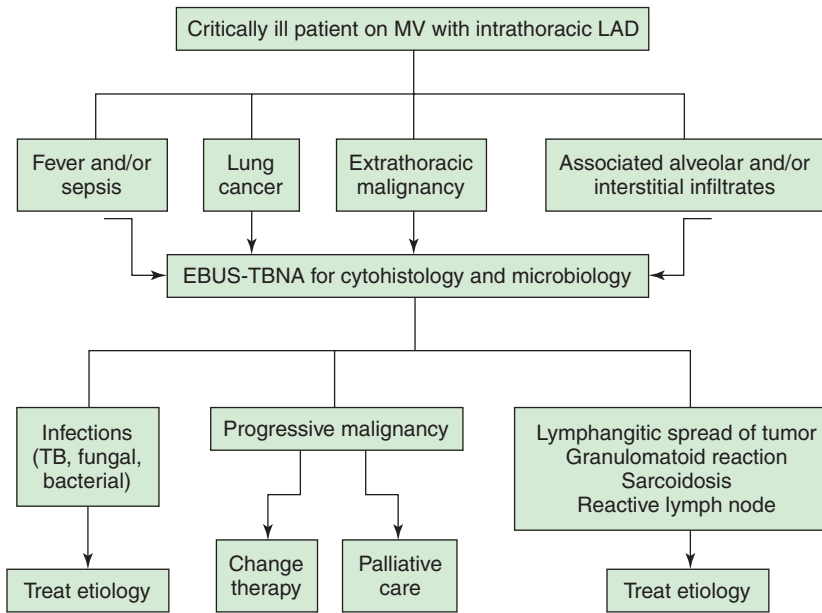 Critically ill patient on MV with intrathoracic LAD
Fever and/or
sepsis
Lung
cancer
Extrathoracic
malignancy
Associated alveolar and/or
interstitial infiltrates
EBUS-TBNA for cytohistology and microbiology
Infections
(TB, fungal,
bacterial)
Progressive malignancy
Lymphangitic spread of tumor
Granulomatoid reaction
Sarcoidosis
Reactive lymph node
Treat etiology
Change
therapy
Palliative
care
Treat etiology